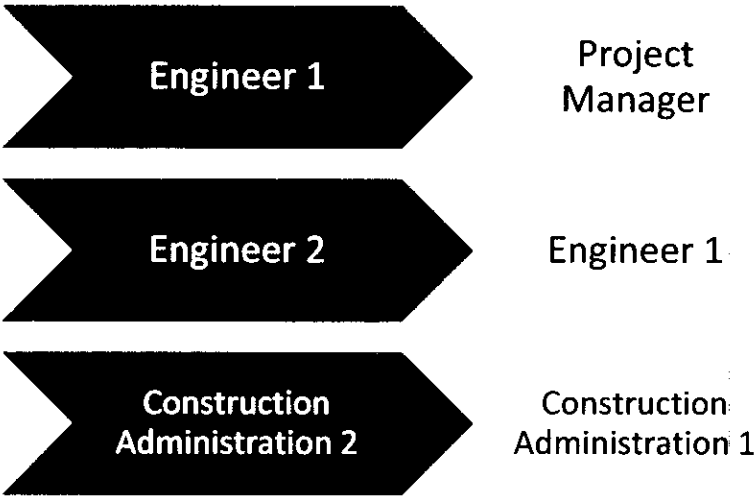 Engineer 1
Project
Manager
Engineer 2
Engineer 1
Construction
Administration 2
Construction
Administration 1